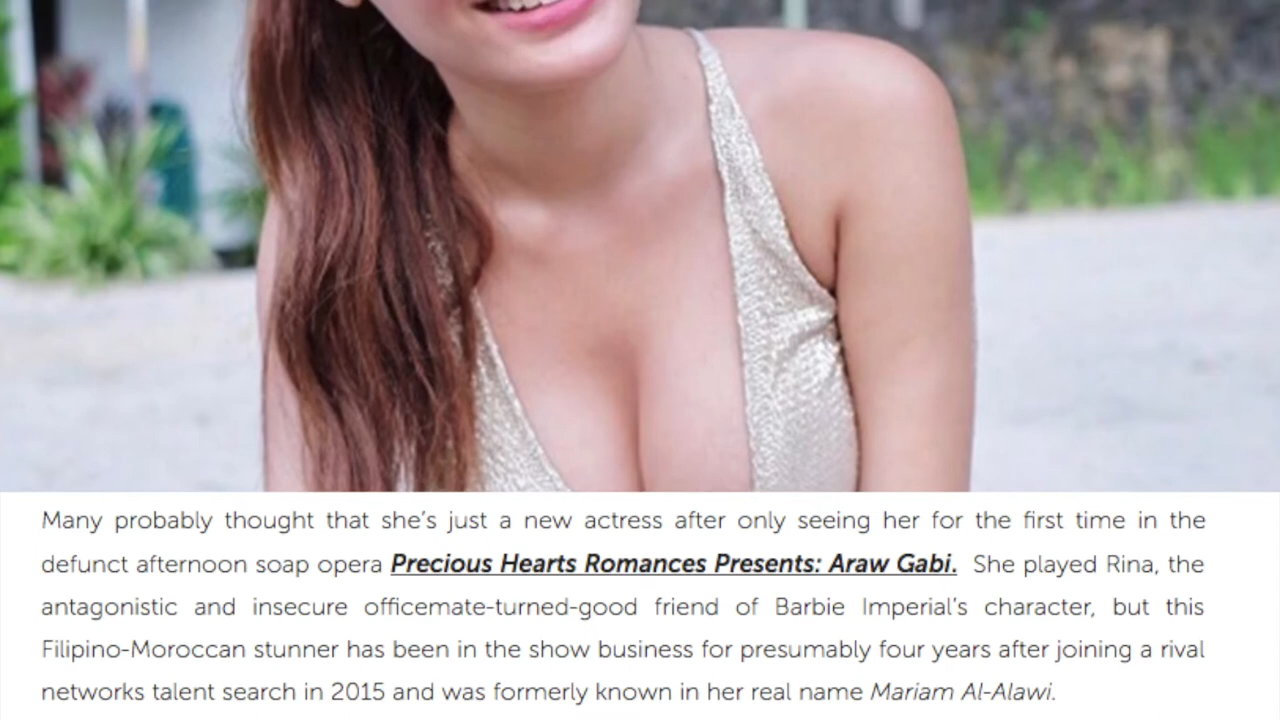 Many probably thought that she’s just a new actress after only seeing her for the first time in the
defunct afternoon soap opera Precious Hearts Romances Presents: Araw Gabi. She played Rina, the
antagonistic and insecure officemate-turned-good friend of Barbie Imperial’s character, but this
Filipino-Moroccan stunner has been in the show business for presumably four years after joining a rival
networks talent search in 2015 and was formerly known in her real name Mariam Al-Alawi.